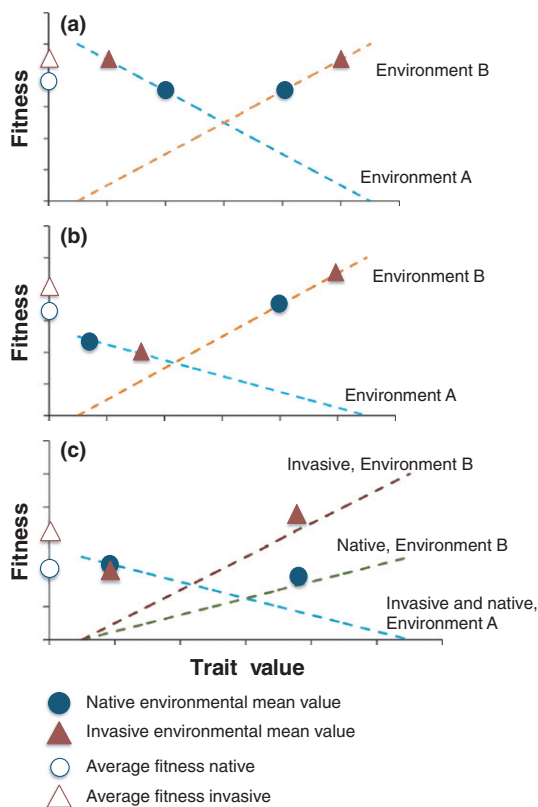 (a)
Fitness
Environment B
Environment A
(b)
Fitness
Environment B
Environment A
(c)
Fitness
Invasive, Environment B
Native, Environment B
Invasive and native,
Environment A
Trait value
Native environmental mean value
Invasive environmental mean value
Average fitness native
Average fitness invasive